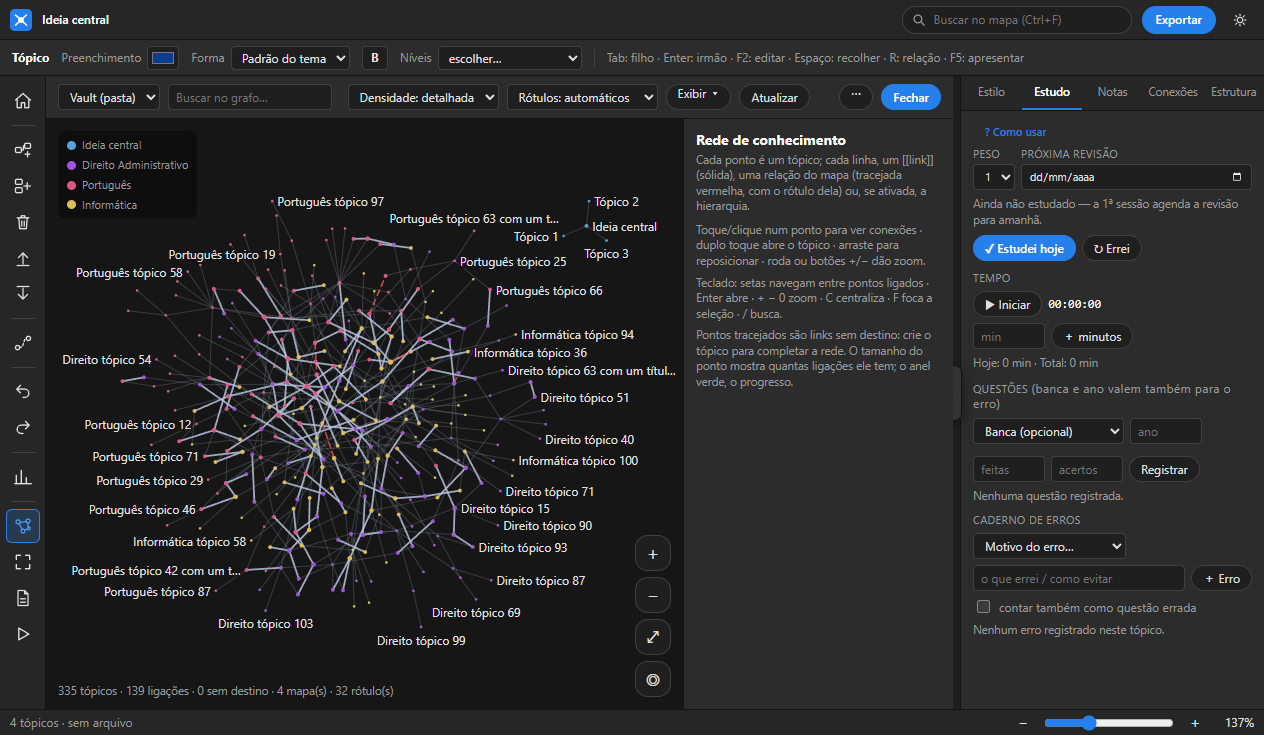 Ideia central
Buscar no mapa (Ctrl+F)
Exportar
Tópico Preenchimento Forma Padrão do tema B Níveis escolher... Tab: filho · Enter: irmão · F2: editar · Espaço: recolher · R: relação · F5: apresentar
Vault (pasta) Buscar no grafo... Densidade: detalhada Rótulos: automáticos Exibir Atualizar ... Fechar
Ideia central
Direito Administrativo
Português
Informática
Português tópico 97
Tópico 2
Português tópico 63 com um t...
Ideia central
Tópico 1
Tópico 3
Português tópico 19
Português tópico 25
Português tópico 58
Português tópico 66
Informática tópico 94
Informática tópico 36
Direito tópico 54
Direito tópico 63 com um títul...
Direito tópico 51
Português tópico 12
Direito tópico 40
Português tópico 71
Informática tópico 100
Português tópico 29
Direito tópico 71
Português tópico 46
Direito tópico 15
Direito tópico 90
Informática tópico 58
Direito tópico 93
Português tópico 42 com um t...
Direito tópico 87
Português tópico 87
Direito tópico 69
Direito tópico 103
Direito tópico 99
+
−
335 tópicos · 139 ligações · 0 sem destino · 4 mapa(s) · 32 rótulo(s)
Rede de conhecimento
Cada ponto é um tópico; cada linha, um [[link]]
(sólida), uma relação do mapa (tracejada
vermelha, com o rótulo dela) ou, se ativada, a
hierarquia.
Toque/clique num ponto para ver conexões ·
duplo toque abre o tópico · arraste para
reposicionar · roda ou botões +/− dão zoom.
Teclado: setas navegam entre pontos ligados ·
Enter abre · + − 0 zoom · C centraliza · F foca a
seleção · / busca.
Pontos tracejados são links sem destino: crie o
tópico para completar a rede. O tamanho do
ponto mostra quantas ligações ele tem; o anel
verde, o progresso.
Estilo Estudo Notas Conexões Estrutura
? Como usar
PESO PRÓXIMA REVISÃO
1 dd/mm/aaaa
Ainda não estudado — a 1ª sessão agenda a revisão
para amanhã.
✓ Estudei hoje ↻ Errei
TEMPO
▶ Iniciar 00:00:00
min + minutos
Hoje: 0 min · Total: 0 min
QUESTÕES (banca e ano valem também para o
erro)
Banca (opcional) ano
feitas acertos Registrar
Nenhuma questão registrada.
CADERNO DE ERROS
Motivo do erro...
o que errei / como evitar + Erro
contar também como questão errada
Nenhum erro registrado neste tópico.
4 tópicos · sem arquivo
− + 137%